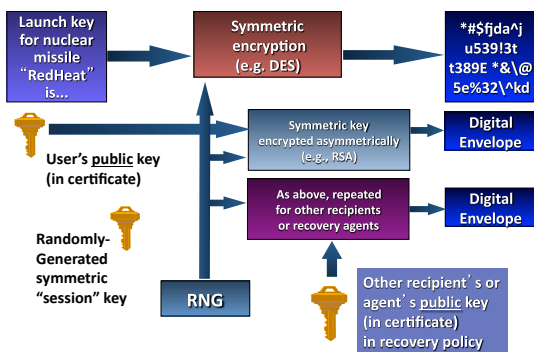 Launch key
for nuclear
missile
“RedHeat”
is...
Symmetric
encryption
(e.g. DES)
*#$fjda^j
u539!3t
t389E *&\@
5e%32\^kd
Symmetric key
encrypted asymmetrically
(e.g., RSA)
Digital
Envelope
User’s public key
(in certificate)
As above, repeated
for other recipients
or recovery agents
Digital
Envelope
Randomly-
Generated
symmetric
“session” key
RNG
Other recipient’s or
agent’s public key
(in certificate)
in recovery policy